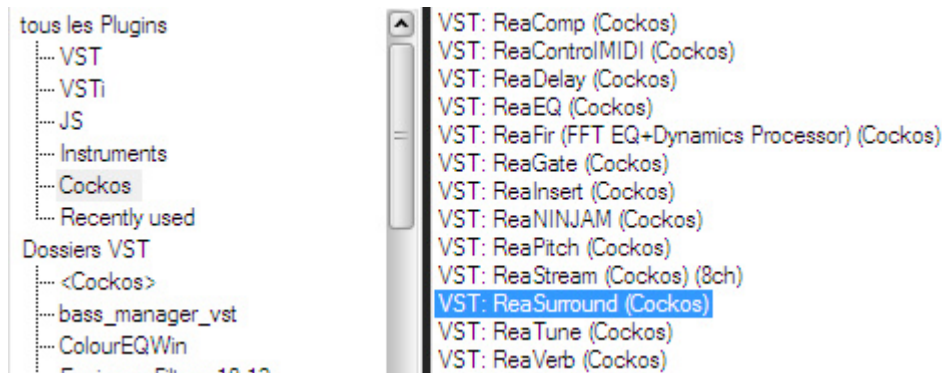 tous les Plugins
VST
VSTi
JS
Instruments
Cockos
Recently used
Dossiers VST
<Cockos>
bass_manager_vst
ColourEQWin
VST: ReaComp (Cockos)
VST: ReaControlMIDI (Cockos)
VST: ReaDelay (Cockos)
VST: ReaEQ (Cockos)
VST: ReaFir (FFT EQ+Dynamics Processor) (Cockos)
VST: ReaGate (Cockos)
VST: ReaInsert (Cockos)
VST: ReaNINJAM (Cockos)
VST: ReaPitch (Cockos)
VST: ReaStream (Cockos) (8ch)
VST: ReaSurround (Cockos)
VST: ReaTune (Cockos)
VST: ReaVerb (Cockos)